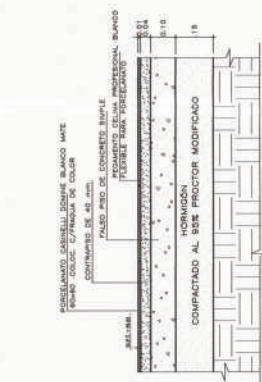 PORCELANATO CASINELLI DOMINE BLANCO MATE
60x60 COLOC. C/FRAGUA DE COLOR
CONTRAPISO DE 40 mm
FALSO PISO DE CONCRETO SIMPLE
PEGAMENTO CELIMA PROFESIONAL BLANCO
FLEXIBLE PARA PORCELANATO
0.01
0.04
0.10
.15
HORMIGÓN
COMPACTADO AL 95% PROCTOR MODIFICADO